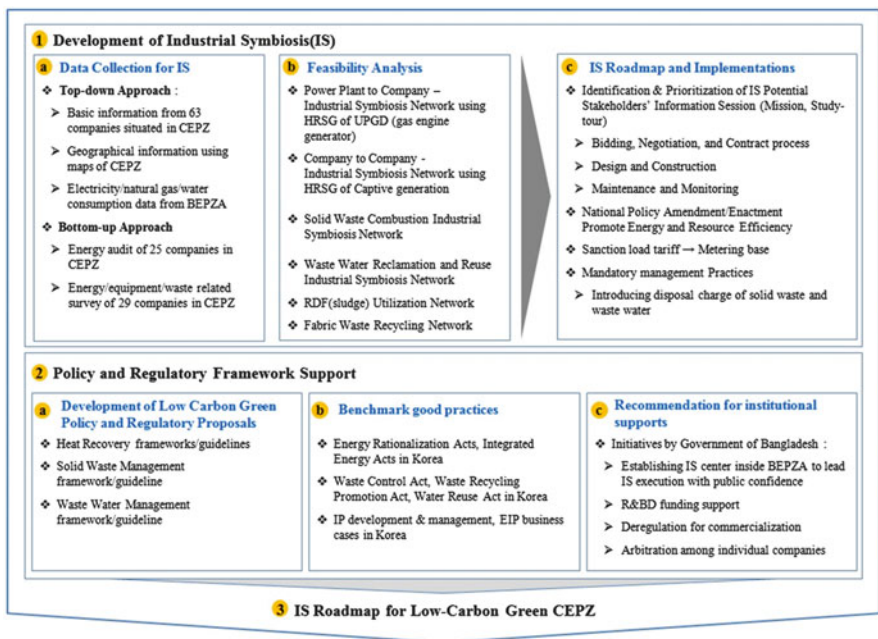 1 Development of Industrial Symbiosis(IS)
a Data Collection for IS
❖ Top-down Approach :
➤ Basic information from 63
companies situated in CEPZ
➤ Geographical information using
maps of CEPZ
➤ Electricity/natural gas/water
consumption data from BEPZA
❖ Bottom-up Approach
➤ Energy audit of 25 companies in
CEPZ
➤ Energy/equipment/waste related
survey of 29 companies in CEPZ
b Feasibility Analysis
❖ Power Plant to Company –
Industrial Symbiosis Network using
HRSG of UPGD (gas engine
generator)
❖ Company to Company -
Industrial Symbiosis Network using
HRSG of Captive generation
❖ Solid Waste Combustion Industrial
Symbiosis Network
❖ Waste Water Reclamation and Reuse
Industrial Symbiosis Network
❖ RDF(sludge) Utilization Network
❖ Fabric Waste Recycling Network
c IS Roadmap and Implementations
❖ Identification & Prioritization of IS Potential
Stakeholders' Information Session (Mission, Study-
tour)
➤ Bidding, Negotiation, and Contract process
➤ Design and Construction
➤ Maintenance and Monitoring
❖ National Policy Amendment/Enactment
Promote Energy and Resource Efficiency
❖ Sanction load tariff → Metering base
❖ Mandatory management Practices
➤ Introducing disposal charge of solid waste and
waste water
2 Policy and Regulatory Framework Support
a Development of Low Carbon Green
Policy and Regulatory Proposals
❖ Heat Recovery frameworks/guidelines
❖ Solid Waste Management
framework/guideline
❖ Waste Water Management
framework/guideline
b Benchmark good practices
❖ Energy Rationalization Acts, Integrated
Energy Acts in Korea
❖ Waste Control Act, Waste Recycling
Promotion Act, Water Reuse Act in Korea
❖ IP development & management, EIP business
cases in Korea
c Recommendation for institutional
supports
❖ Initiatives by Government of Bangladesh :
➤ Establishing IS center inside BEPZA to lead
IS execution with public confidence
➤ R&BD funding support
➤ Deregulation for commercialization
➤ Arbitration among individual companies
3 IS Roadmap for Low-Carbon Green CEPZ